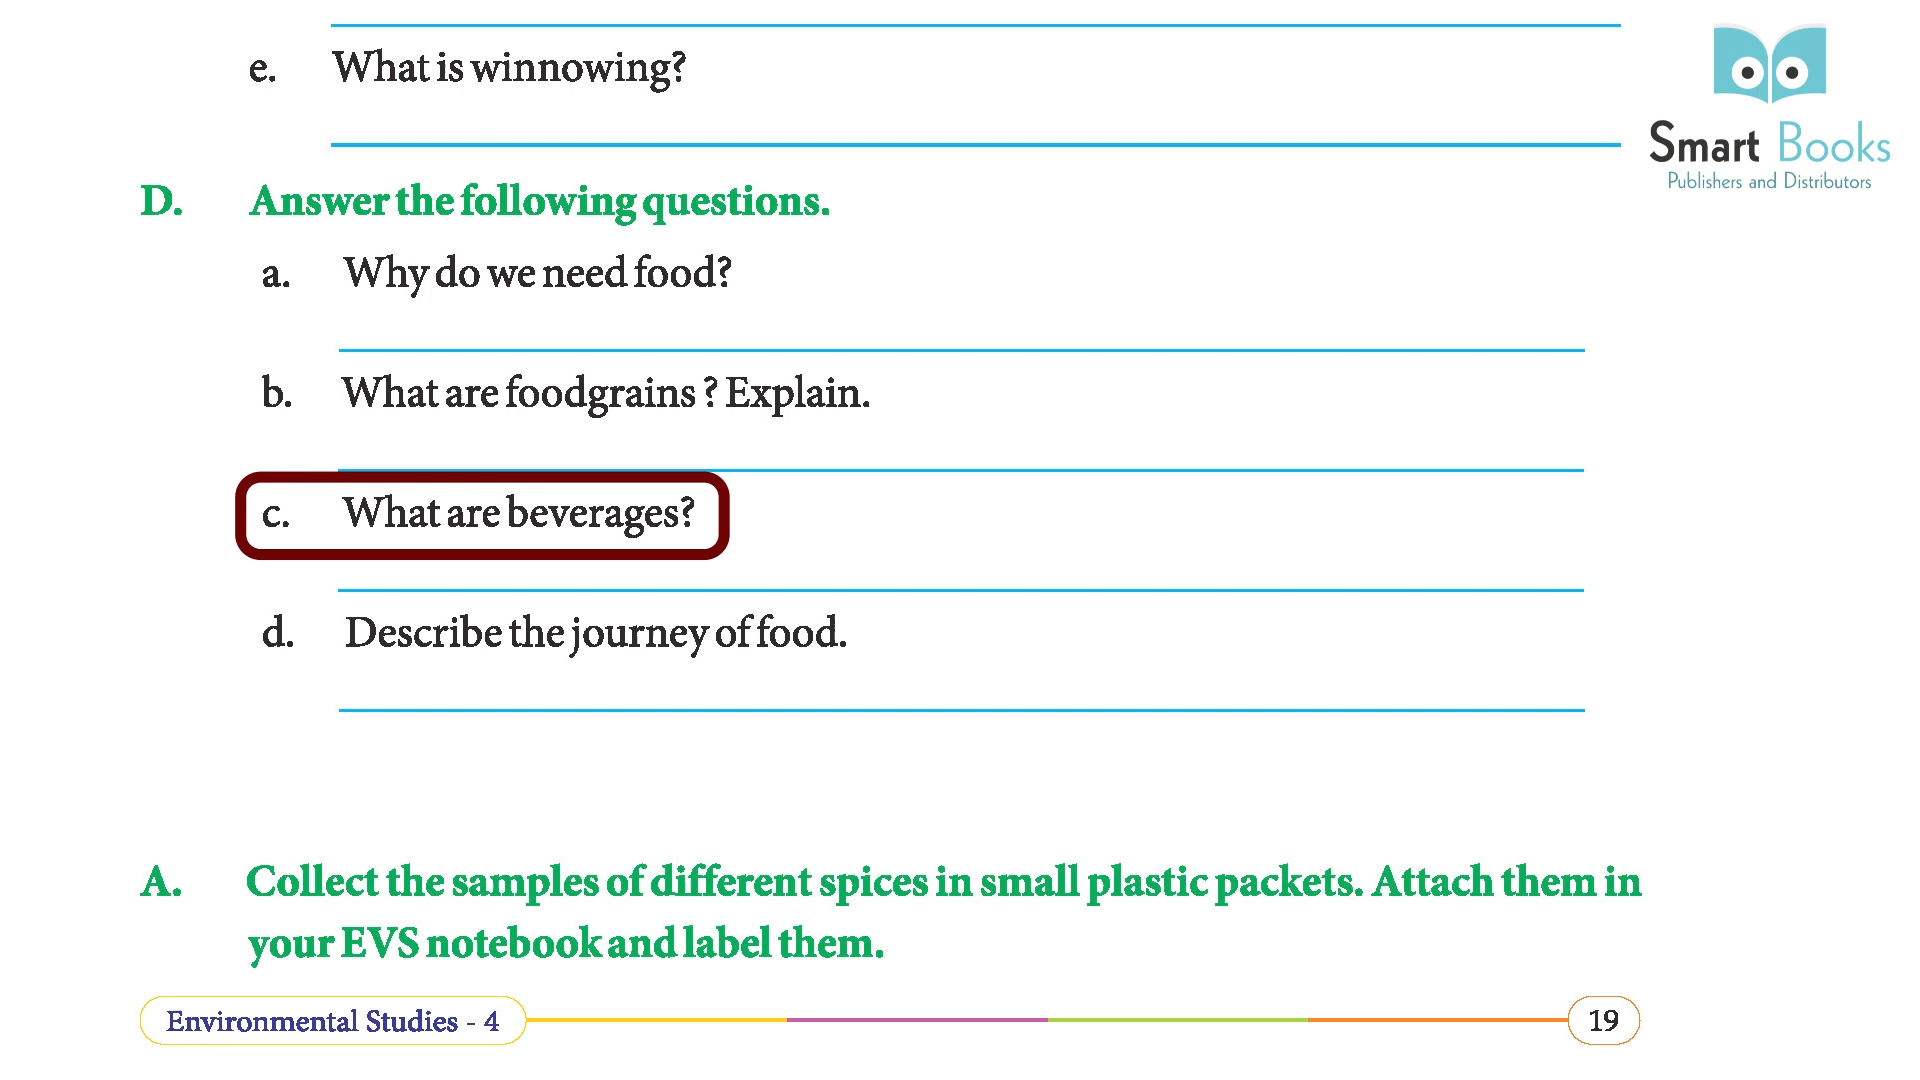 e. What is winnowing?
Smart Books
Publishers and Distributors
D. Answer the following questions.
a. Why do we need food?
b. What are foodgrains ? Explain.
c. What are beverages?
d. Describe the journey of food.
A. Collect the samples of different spices in small plastic packets. Attach them in
your EVS notebook and label them.
Environmental Studies - 4
19